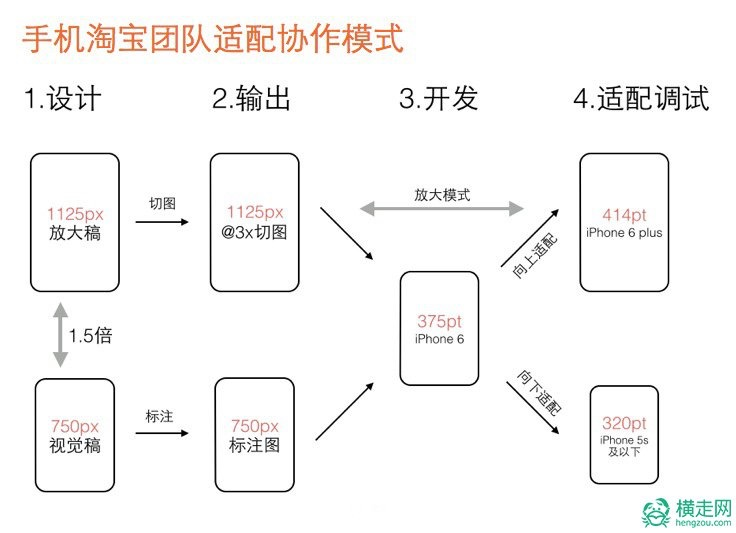 手机淘宝团队适配协作模式
1.设计
2.输出
3.开发
4.适配调试
1125px
放大稿
切图
1125px
@3x切图
放大模式
向上适配
414pt
iPhone 6 plus
1.5倍
375pt
iPhone 6
750px
视觉稿
标注
750px
标注图
向下适配
320pt
iPhone 5s
及以下
横走网
hengzou.com